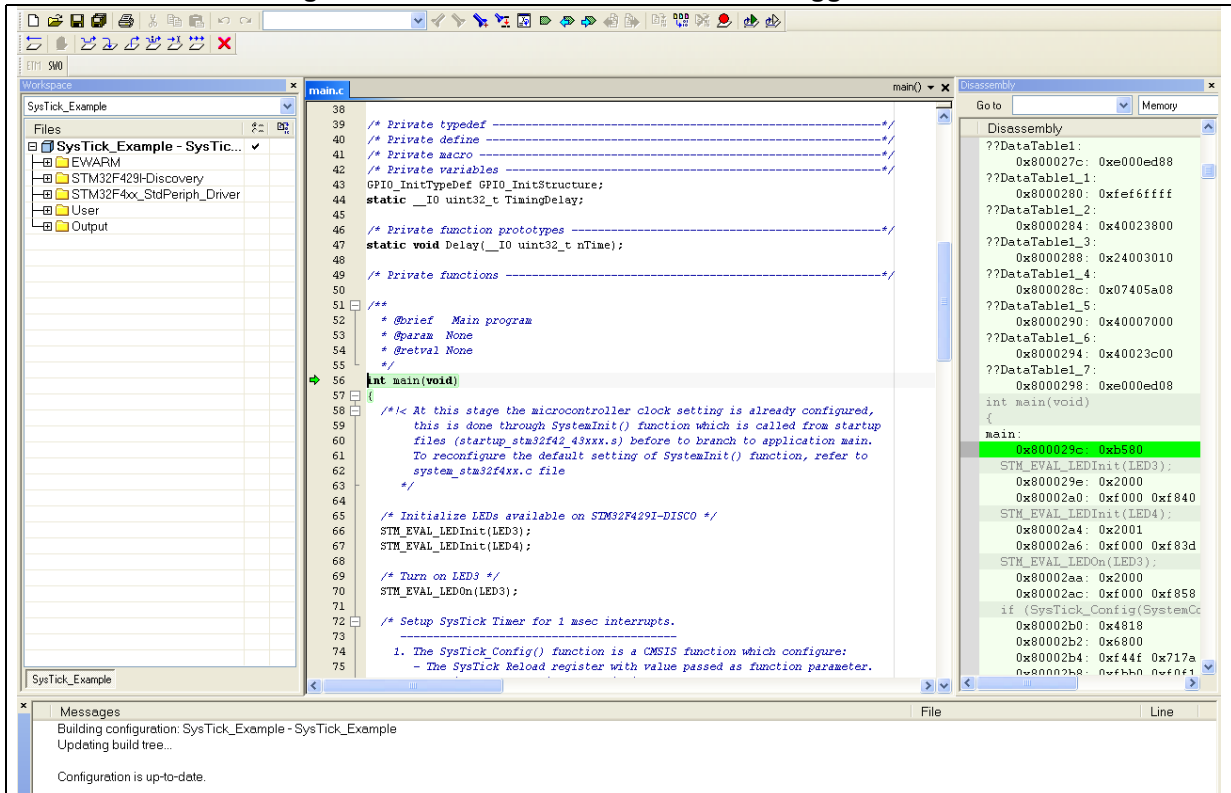 ETM SWO
Workspace
SysTick_Example
Files
SysTick_Example - SysTic...
EWARM
STM32F429I-Discovery
STM32F4xx_StdPeriph_Driver
User
Output
SysTick_Example
main.c
main()
38
39 /* Private typedef -----------------------------------------------------------*/
40 /* Private define ------------------------------------------------------------*/
41 /* Private macro -------------------------------------------------------------*/
42 /* Private variables ---------------------------------------------------------*/
43 GPIO_InitTypeDef GPIO_InitStructure;
44 static __IO uint32_t TimingDelay;
45
46 /* Private function prototypes -----------------------------------------------*/
47 static void Delay(__IO uint32_t nTime);
48
49 /* Private functions ---------------------------------------------------------*/
50
51 /**
52 * @brief Main program
53 * @param None
54 * @retval None
55 */
56 int main(void)
57 {
58 /*!< At this stage the microcontroller clock setting is already configured,
59 this is done through SystemInit() function which is called from startup
60 files (startup_stm32f42_43xxx.s) before to branch to application main.
61 To reconfigure the default setting of SystemInit() function, refer to
62 system_stm32f4xx.c file
63 */
64
65 /* Initialize LEDs available on STM32F429I-DISCO */
66 STM_EVAL_LEDInit(LED3);
67 STM_EVAL_LEDInit(LED4);
68
69 /* Turn on LED3 */
70 STM_EVAL_LEDOn(LED3);
71
72 /* Setup SysTick Timer for 1 msec interrupts.
73 ------------------------------------------
74 1. The SysTick_Config() function is a CMSIS function which configure:
75 - The SysTick Reload register with value passed as function parameter.
Disassembly
Go to
Memory
Disassembly
??DataTable1:
0x800027c: 0xe000ed88
??DataTable1_1:
0x8000280: 0xfef6ffff
??DataTable1_2:
0x8000284: 0x40023800
??DataTable1_3:
0x8000288: 0x24003010
??DataTable1_4:
0x800028c: 0x07405a08
??DataTable1_5:
0x8000290: 0x40007000
??DataTable1_6:
0x8000294: 0x40023c00
??DataTable1_7:
0x8000298: 0xe000ed08
int main(void)
{
main:
0x800029c: 0xb580
STM_EVAL_LEDInit(LED3);
0x800029e: 0x2000
0x80002a0: 0xf000 0xf840
STM_EVAL_LEDInit(LED4);
0x80002a4: 0x2001
0x80002a6: 0xf000 0xf83d
STM_EVAL_LEDOn(LED3);
0x80002aa: 0x2000
0x80002ac: 0xf000 0xf858
if (SysTick_Config(SystemCo
0x80002b0: 0x4818
0x80002b2: 0x6800
0x80002b4: 0xf44f 0x717a
0x80002b8: 0xfbb0 0xf0f1
Messages File Line
Building configuration: SysTick_Example - SysTick_Example
Updating build tree...
Configuration is up-to-date.